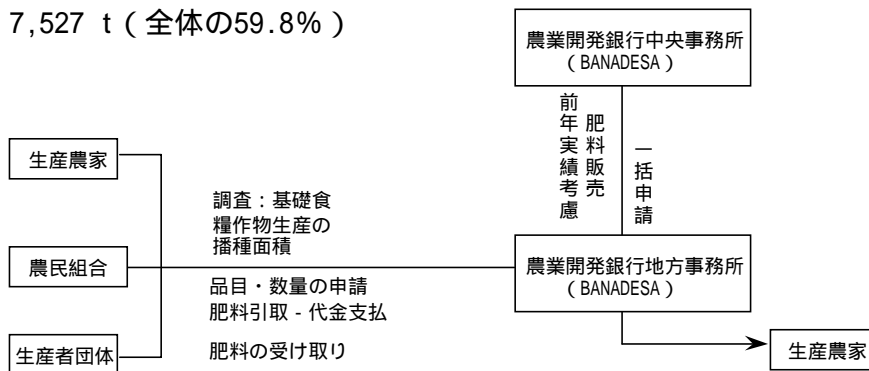 7,527 t（全体の59.8%）
農業開発銀行中央事務所
（BANADESA）
前年実績考慮
肥料販売
一括申請
生産農家
調査：基礎食
糧作物生産の
播種面積
農民組合
農業開発銀行地方事務所
（BANADESA）
品目・数量の申請
肥料引取 - 代金支払
生産者団体
肥料の受け取り
生産農家